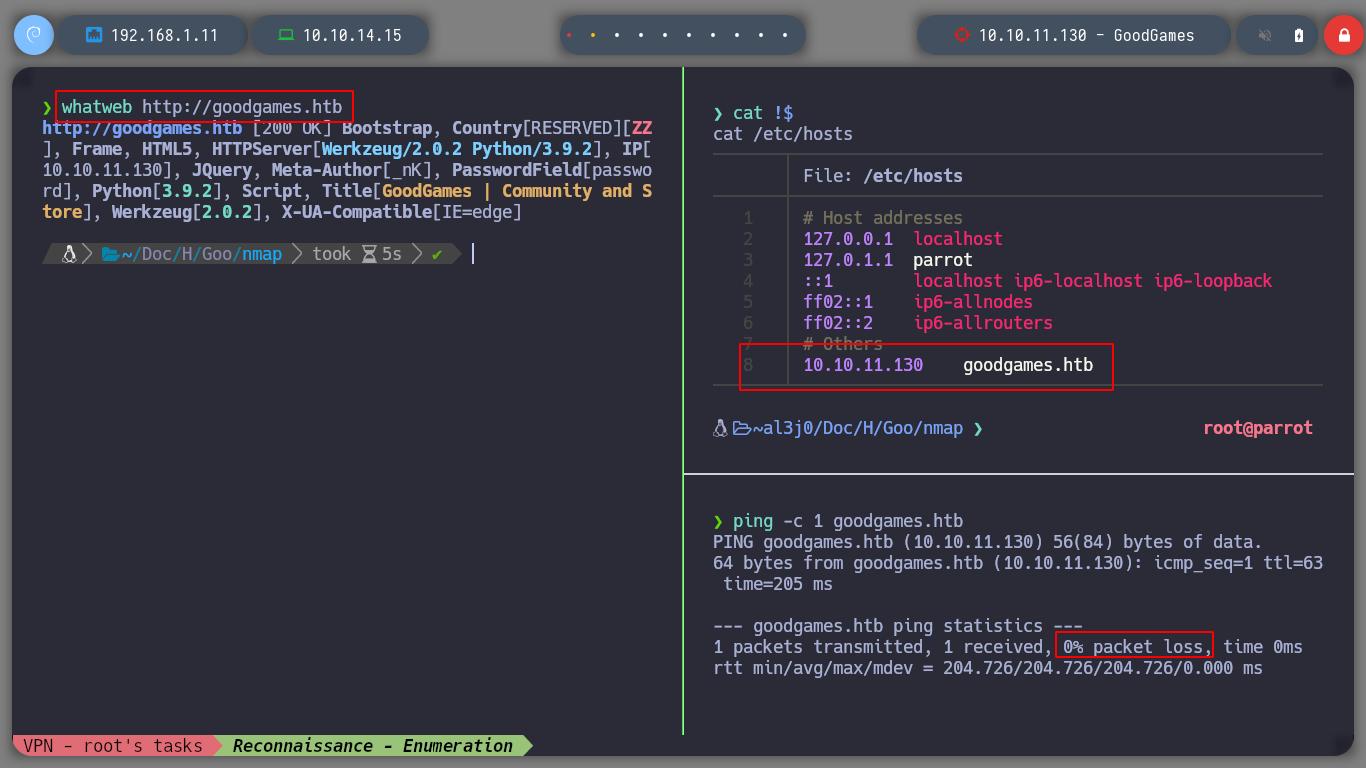 192.168.1.11
10.10.14.15
10.10.11.130 - GoodGames
❯ whatweb http://goodgames.htb
http://goodgames.htb [200 OK] Bootstrap, Country[RESERVED][ZZ
], Frame, HTML5, HTTPServer[Werkzeug/2.0.2 Python/3.9.2], IP[
10.10.11.130], JQuery, Meta-Author[_nK], PasswordField[passwo
rd], Python[3.9.2], Script, Title[GoodGames | Community and S
tore], Werkzeug[2.0.2], X-UA-Compatible[IE=edge]
~/Doc/H/Goo/nmap took 5s ✔
❯ cat !$
cat /etc/hosts
File: /etc/hosts
1 # Host addresses
2 127.0.0.1 localhost
3 127.0.1.1 parrot
4 ::1 localhost ip6-localhost ip6-loopback
5 ff02::1 ip6-allnodes
6 ff02::2 ip6-allrouters
7 # Others
8 10.10.11.130 goodgames.htb
~al3j0/Doc/H/Goo/nmap ❯ root@parrot
❯ ping -c 1 goodgames.htb
PING goodgames.htb (10.10.11.130) 56(84) bytes of data.
64 bytes from goodgames.htb (10.10.11.130): icmp_seq=1 ttl=63
time=205 ms
--- goodgames.htb ping statistics ---
1 packets transmitted, 1 received, 0% packet loss, time 0ms
rtt min/avg/max/mdev = 204.726/204.726/204.726/0.000 ms
VPN - root's tasks Reconnaissance - Enumeration